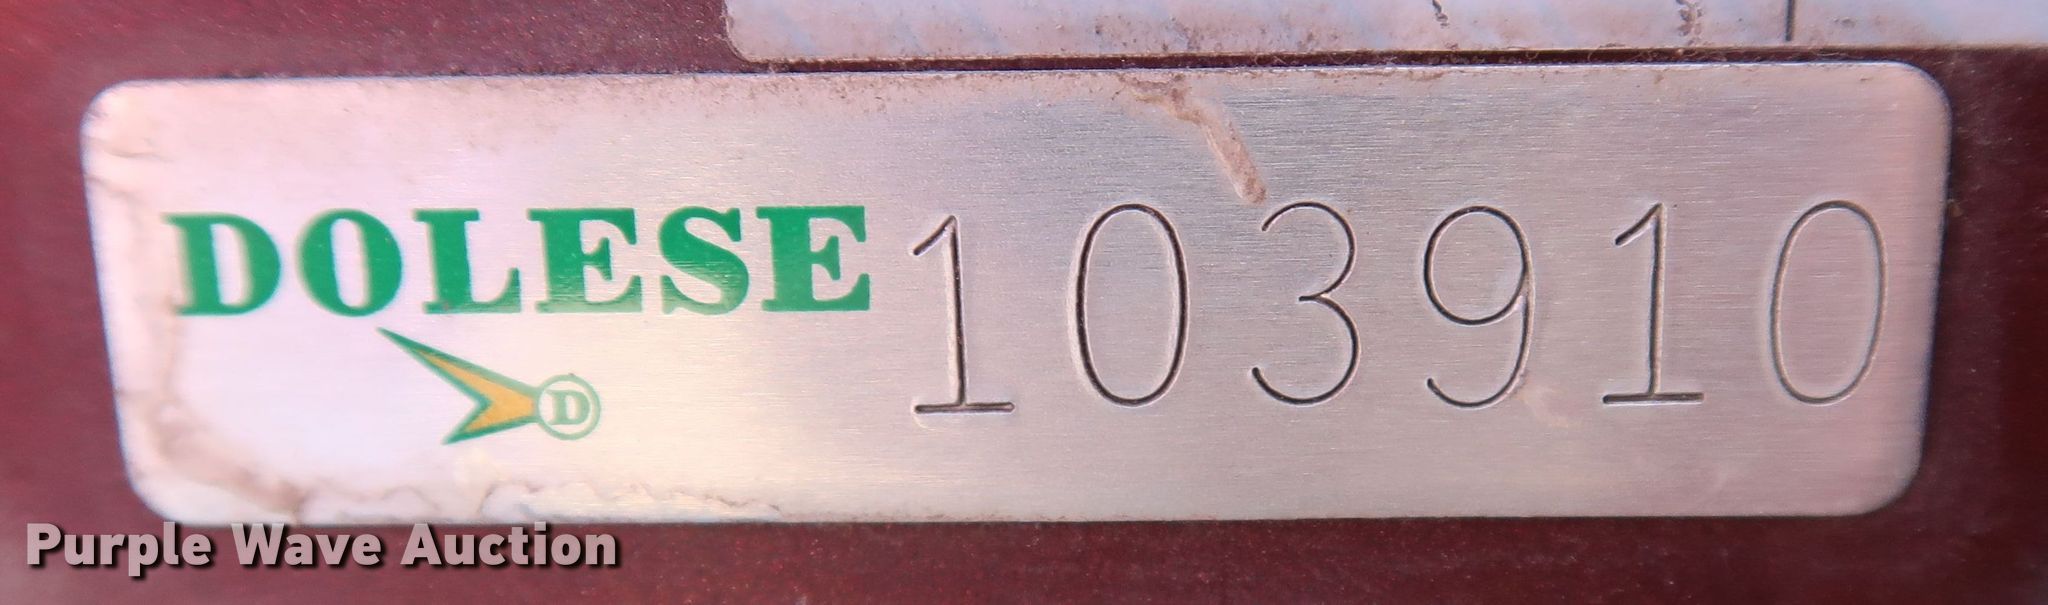 DOLESE 103910
D
Purple Wave Auction